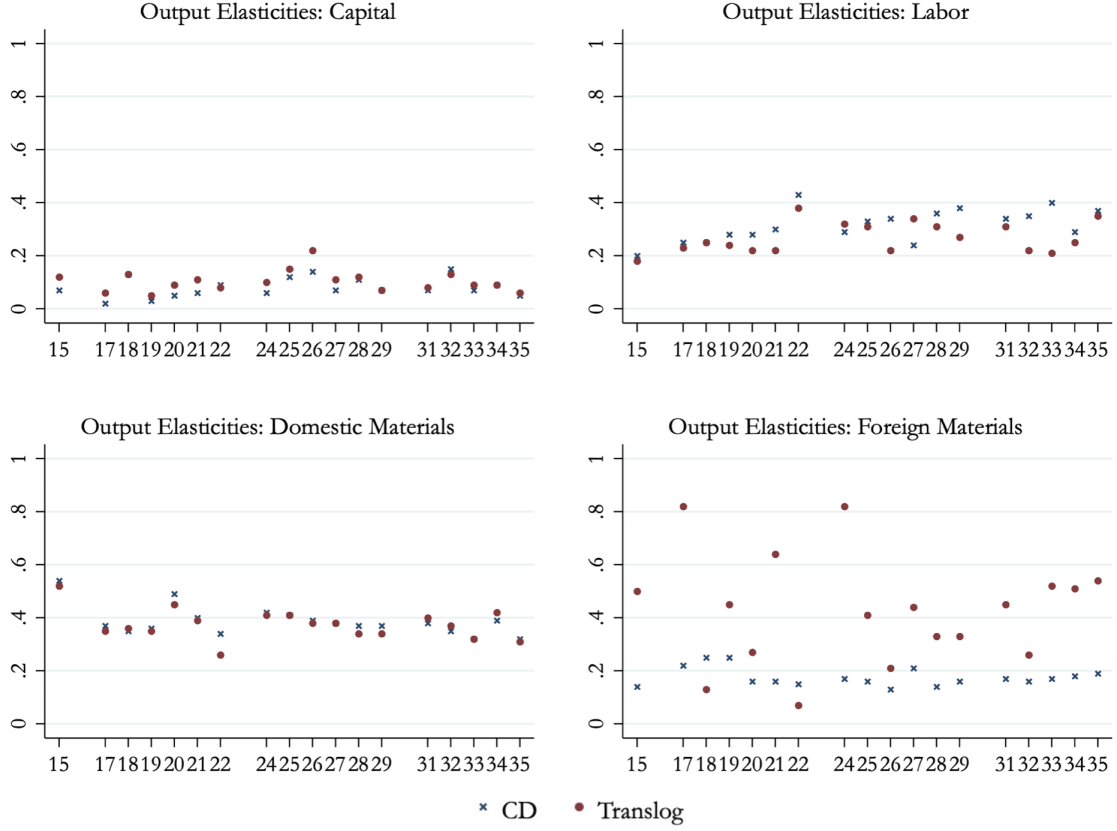 Output Elasticities: Capital
1
.8
.6
.4
.2
0
15 17 18 19 20 21 22 24 25 26 27 28 29 31 32 33 34 35
Output Elasticities: Labor
1
.8
.6
.4
.2
0
15 17 18 19 20 21 22 24 25 26 27 28 29 31 32 33 34 35
Output Elasticities: Domestic Materials
1
.8
.6
.4
.2
0
15 17 18 19 20 21 22 24 25 26 27 28 29 31 32 33 34 35
Output Elasticities: Foreign Materials
1
.8
.6
.4
.2
0
15 17 18 19 20 21 22 24 25 26 27 28 29 31 32 33 34 35
CD Translog